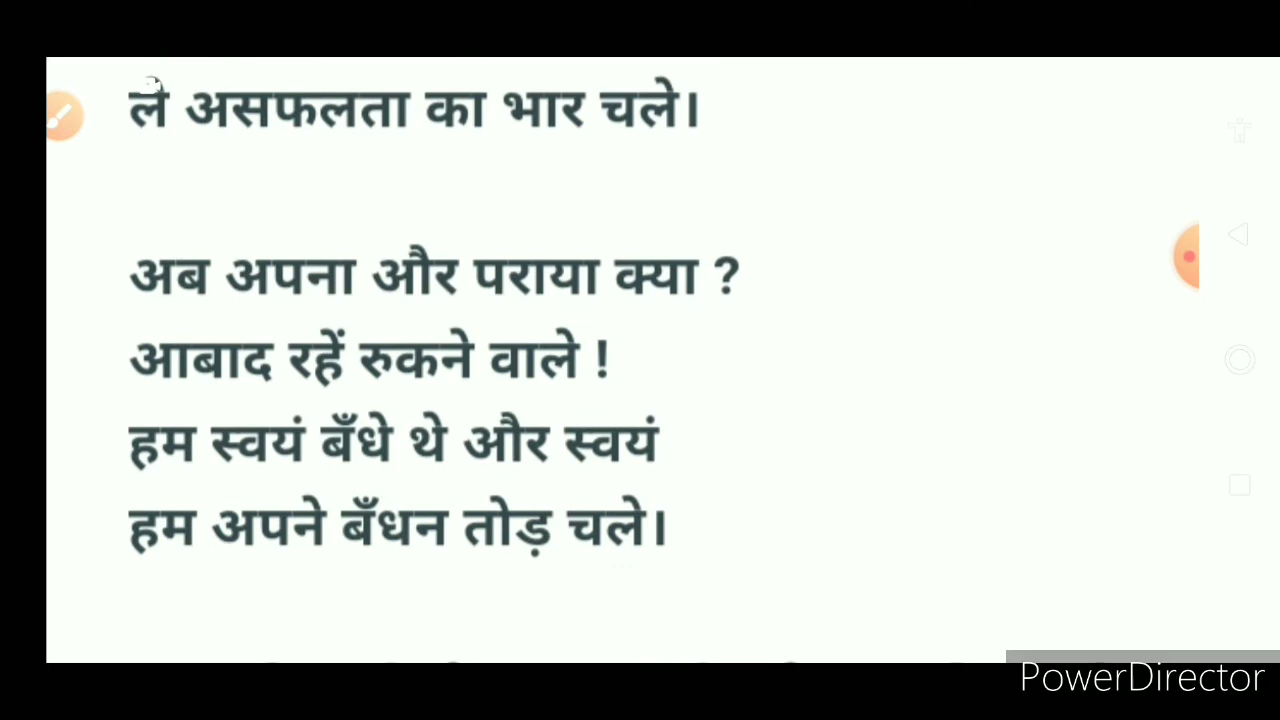 ले असफलता का भार चले।
अब अपना और पराया क्या ?
आबाद रहें रुकने वाले !
हम स्वयं बँधे थे और स्वयं
हम अपने बँधन तोड़ चले।
PowerDirector